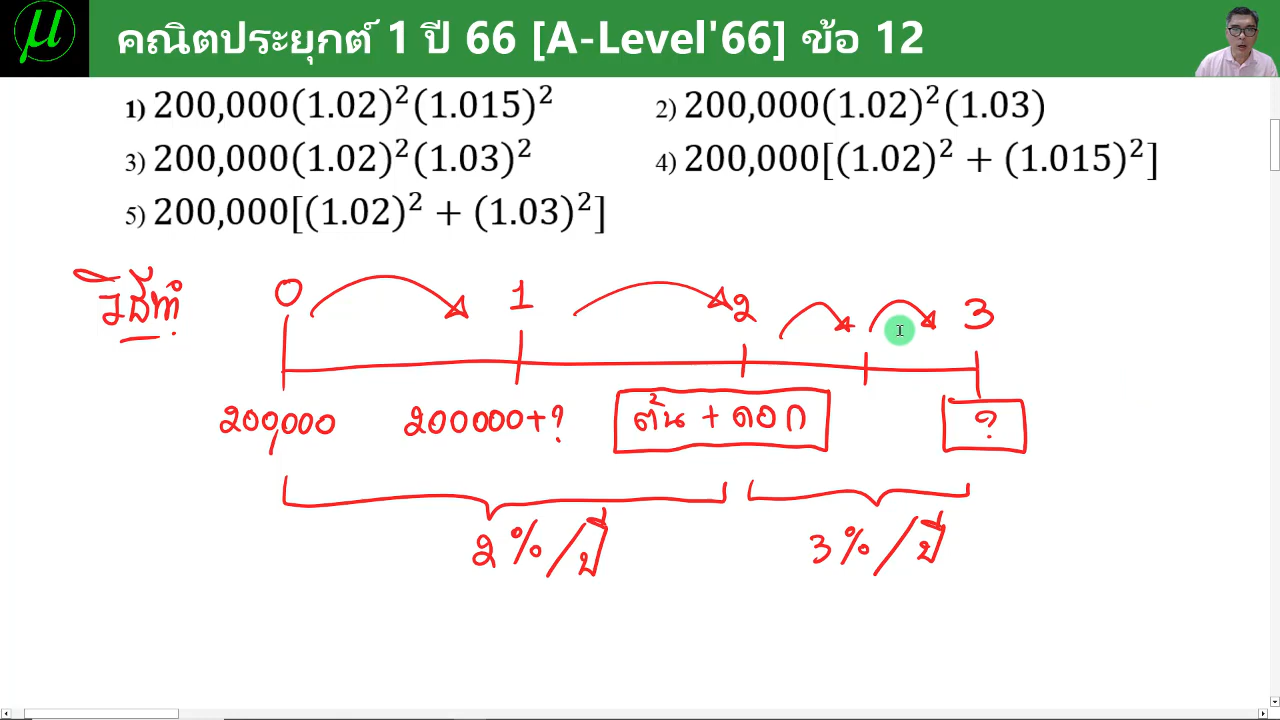 μ คณิตประยุกต์ 1 ปี 66 [A-Level'66] ข้อ 12
1) 200,000(1.02)² (1.015)² 2) 200,000(1.02)² (1.03)
3) 200,000(1.02)² (1.03)² 4) 200,000[(1.02)² + (1.015)²]
5) 200,000[(1.02)² + (1.03)²]
วิธีทำ 0 1 2 3
200,000 200000+? ต้น + ดอก ?
2%/ปี 3%/ปี